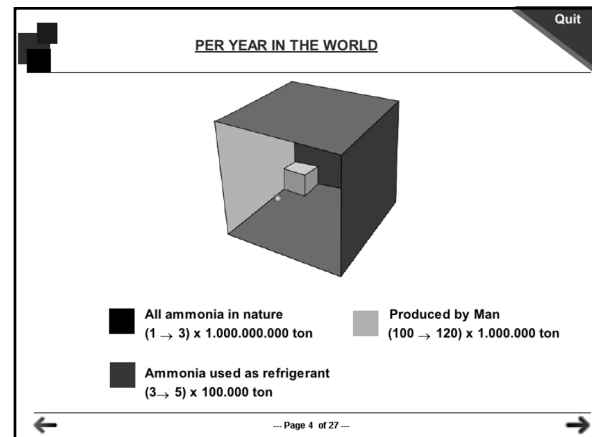 Quit
PER YEAR IN THE WORLD
All ammonia in nature
(1 → 3) x 1.000.000.000 ton
Produced by Man
(100 → 120) x 1.000.000 ton
Ammonia used as refrigerant
(3→ 5) x 100.000 ton
--- Page 4 of 27 ---